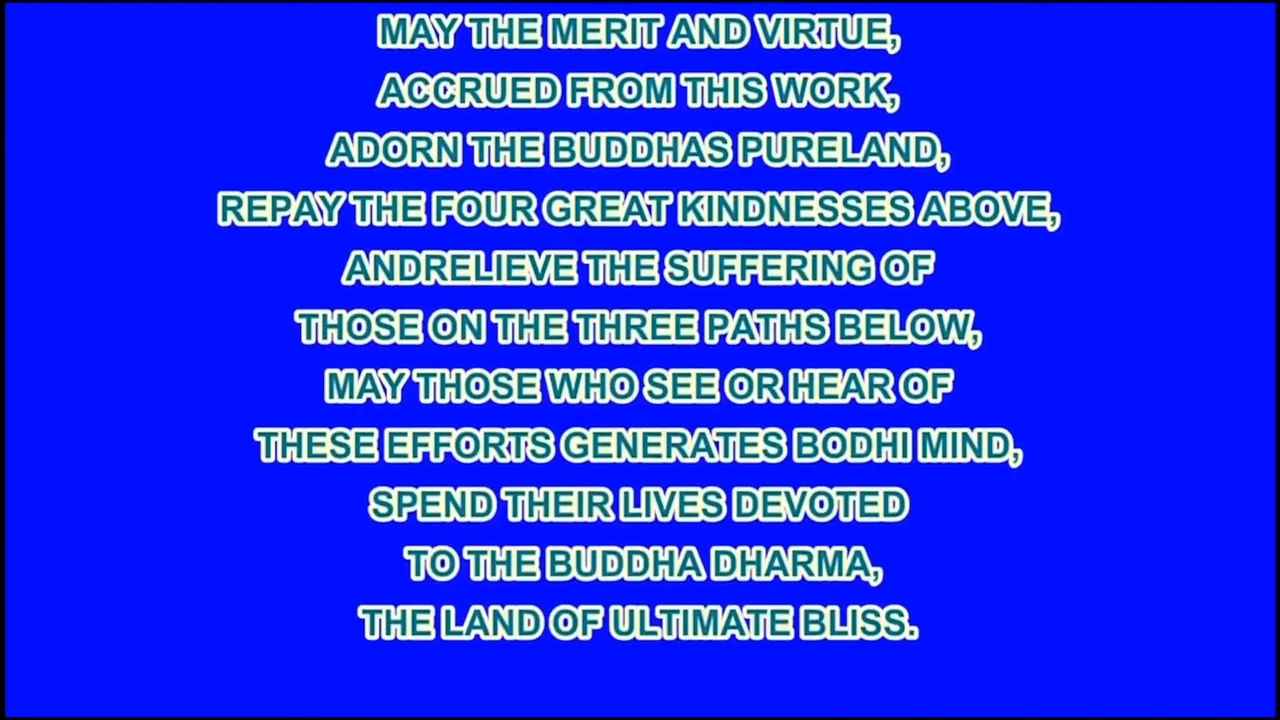 MAY THE MERIT AND VIRTUE,
ACCRUED FROM THIS WORK,
ADORN THE BUDDHAS PURELAND,
REPAY THE FOUR GREAT KINDNESSES ABOVE,
ANDRELIEVE THE SUFFERING OF
THOSE ON THE THREE PATHS BELOW,
MAY THOSE WHO SEE OR HEAR OF
THESE EFFORTS GENERATES BODHI MIND,
SPEND THEIR LIVES DEVOTED
TO THE BUDDHA DHARMA,
THE LAND OF ULTIMATE BLISS.